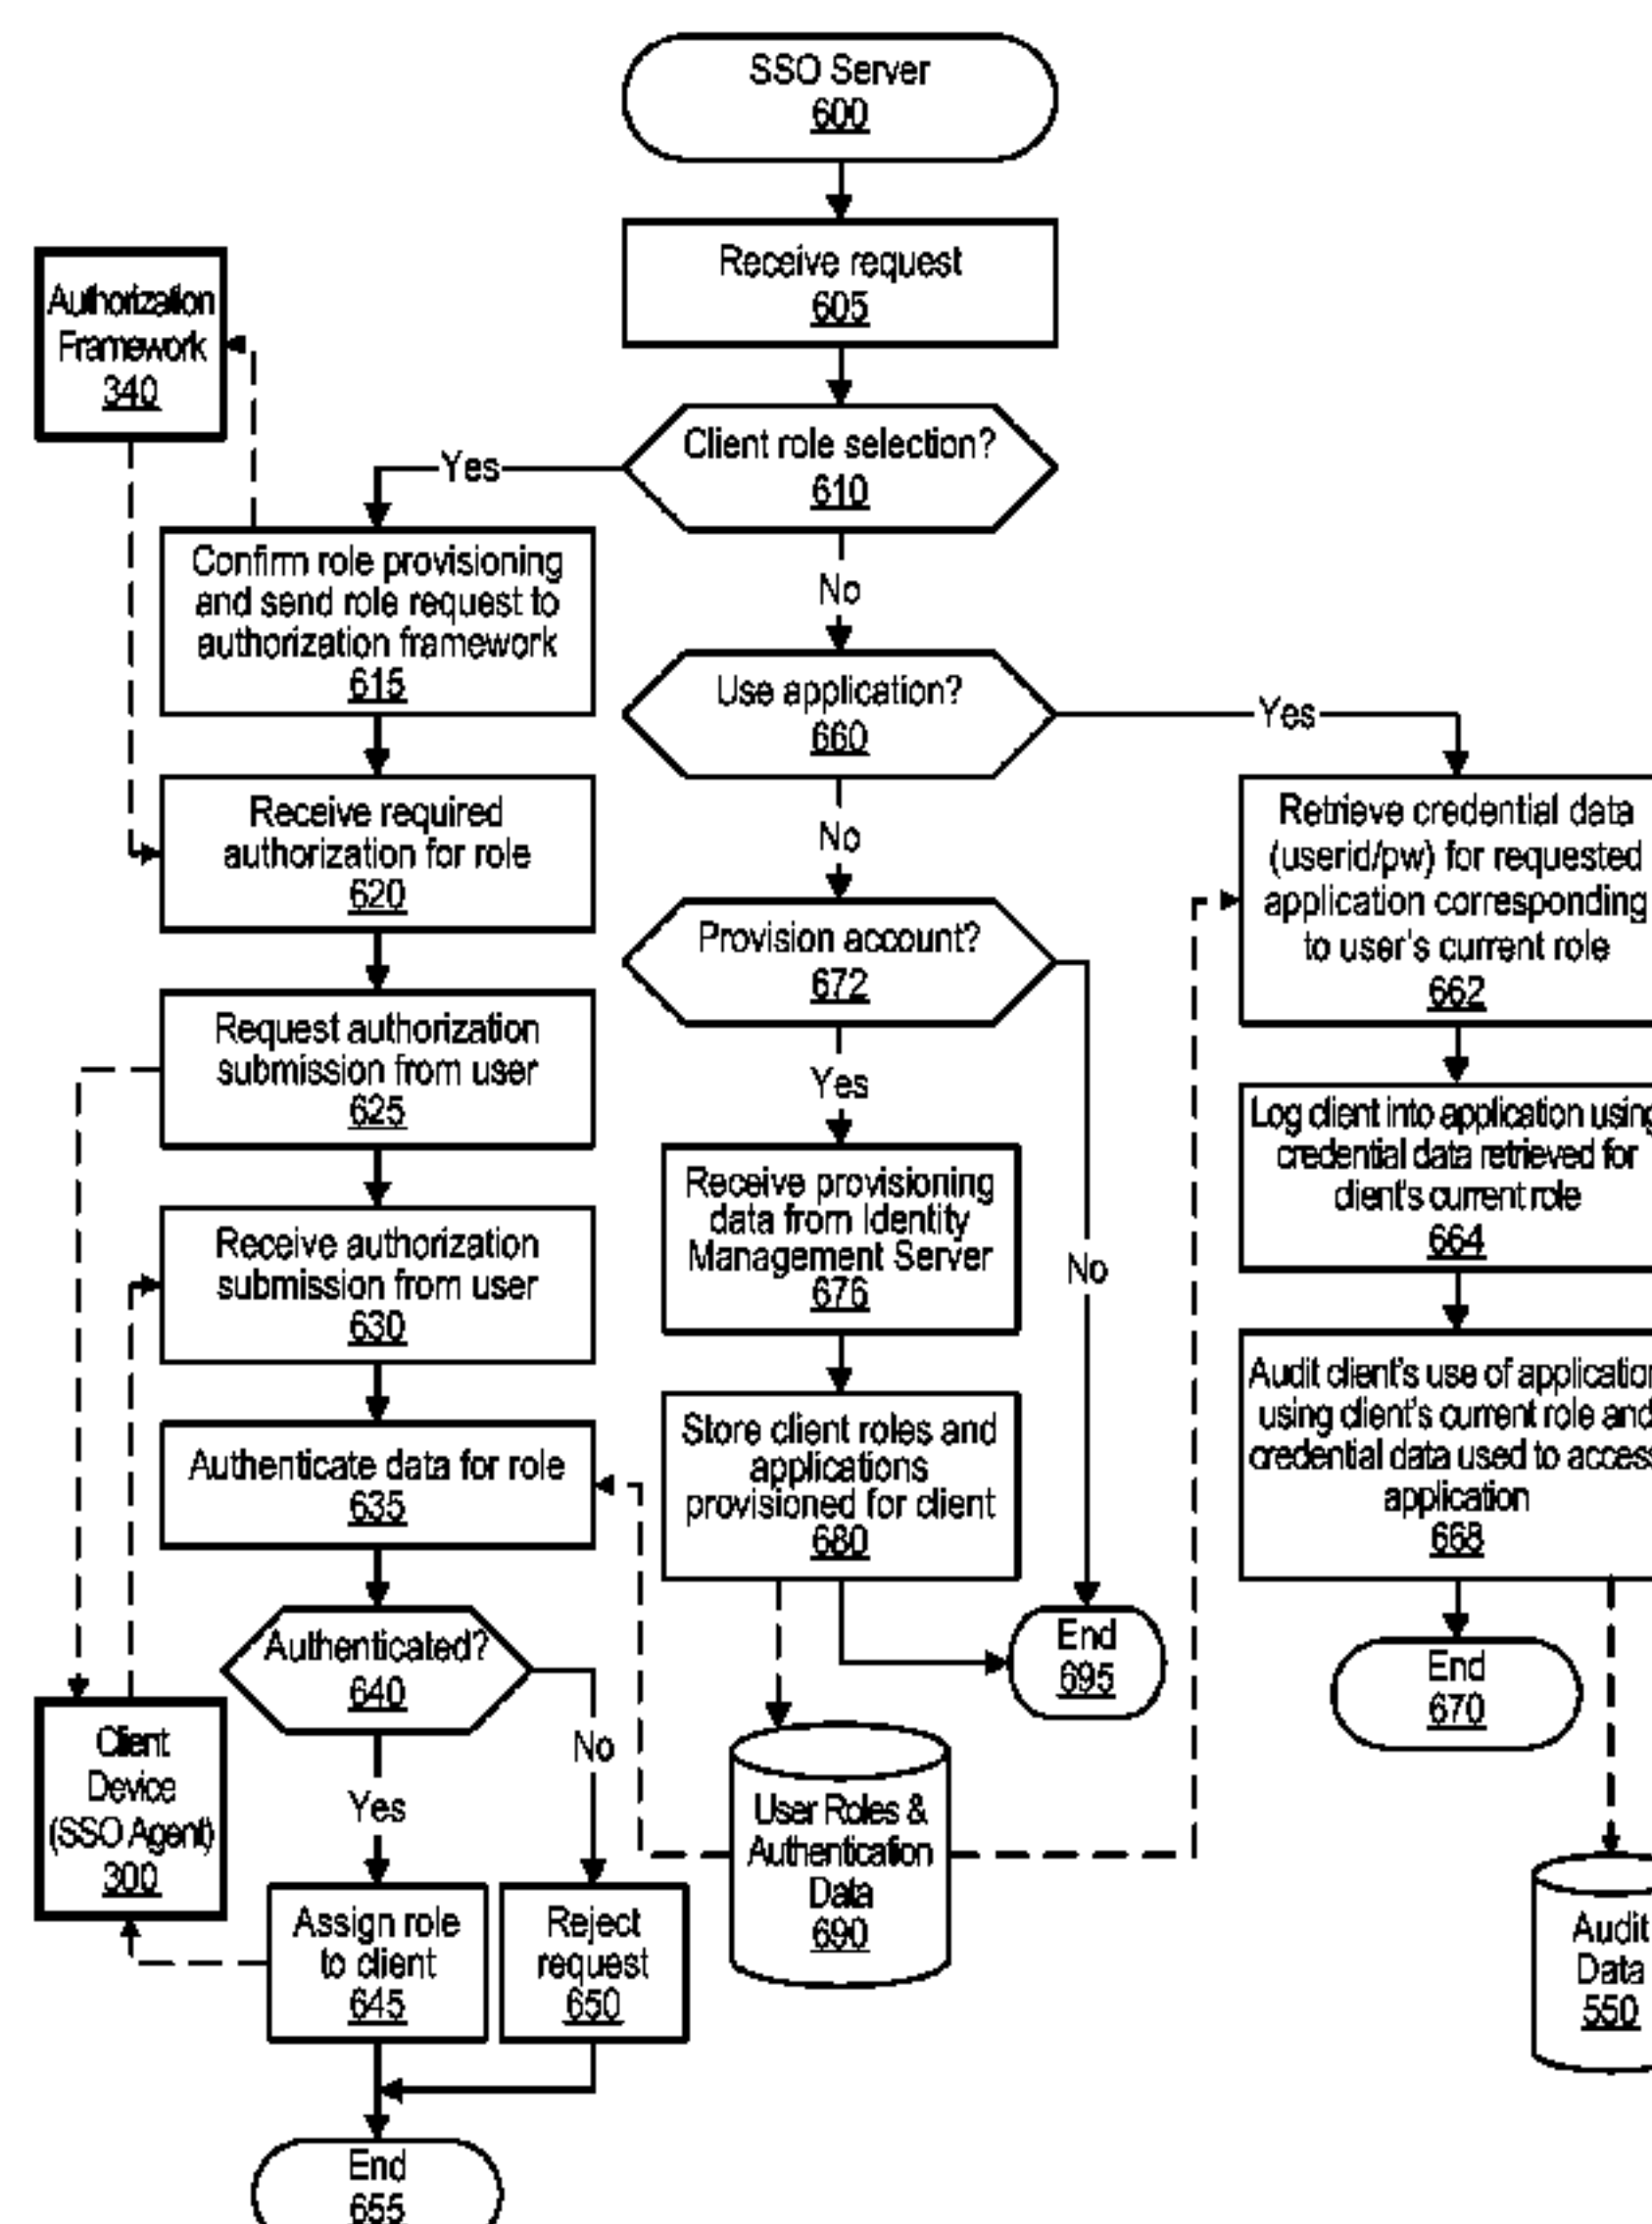 SSO Server
600
Receive request
605
Authorization
Framework
340
Client role selection?
610
Yes
No
Confirm role provisioning
and send role request to
authorization framework
615
Use application?
660
Yes
No
Receive required
authorization for role
620
Retrieve credential data
(userid/pw) for requested
application corresponding
to user's current role
662
Provision account?
672
Yes
No
Request authorization
submission from user
625
Log client into application using
credential data retrieved for
client's current role
664
Receive provisioning
data from Identity
Management Server
676
Receive authorization
submission from user
630
Audit client's use of application
using client's current role and
credential data used to access
application
668
Store client roles and
applications
provisioned for client
680
Authenticate data for role
635
Authenticated?
640
Yes
No
End
695
End
670
Client
Device
(SSO Agent)
300
User Roles &
Authentication
Data
690
Assign role
to client
645
Reject
request
650
Audit
Data
550
End
655